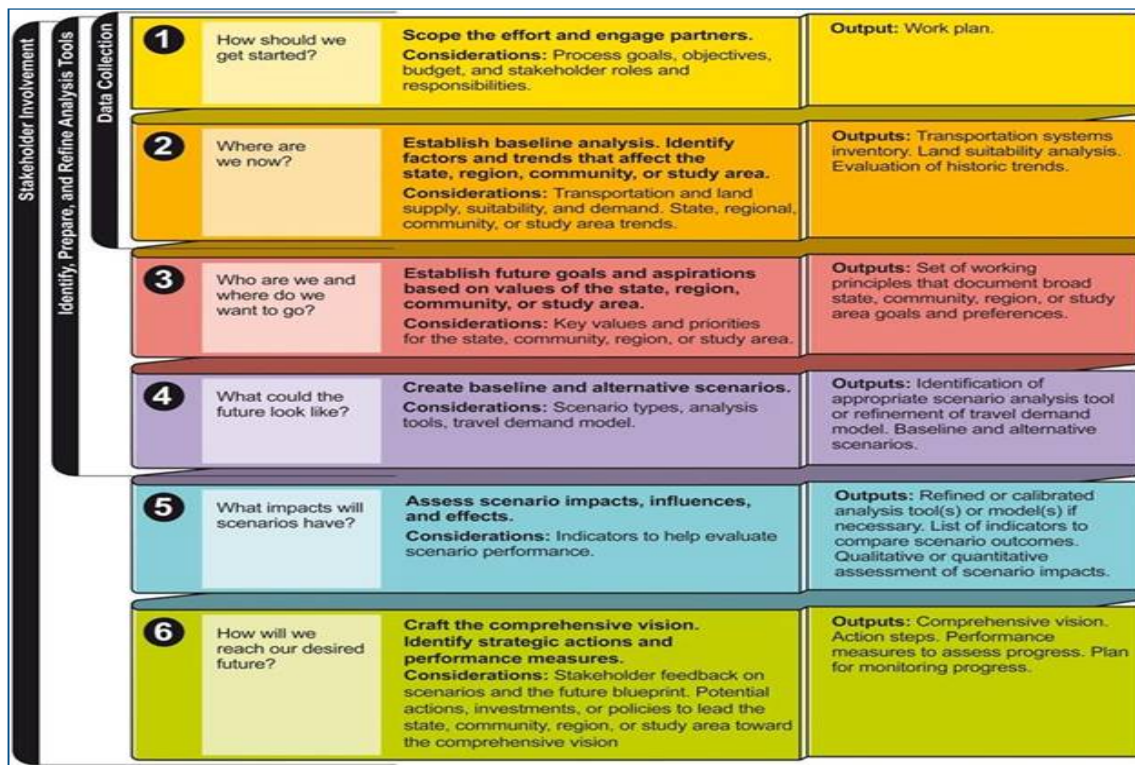 Stakeholder Involvement
Identify, Prepare, and Refine Analysis Tools
Data Collection
1
How should we
get started?
Scope the effort and engage partners.
Considerations: Process goals, objectives,
budget, and stakeholder roles and
responsibilities.
Output: Work plan.
2
Where are
we now?
Establish baseline analysis. Identify
factors and trends that affect the
state, region, community, or study area.
Considerations: Transportation and land
supply, suitability, and demand. State, regional,
community, or study area trends.
Outputs: Transportation systems
inventory. Land suitability analysis.
Evaluation of historic trends.
3
Who are we and
where do we
want to go?
Establish future goals and aspirations
based on values of the state, region,
community, or study area.
Considerations: Key values and priorities
for the state, community, region, or study area.
Outputs: Set of working
principles that document broad
state, community, region, or study
area goals and preferences.
4
What could the
future look like?
Create baseline and alternative scenarios.
Considerations: Scenario types, analysis
tools, travel demand model.
Outputs: Identification of
appropriate scenario analysis tool
or refinement of travel demand
model. Baseline and alternative
scenarios.
5
What impacts will
scenarios have?
Assess scenario impacts, influences,
and effects.
Considerations: Indicators to help evaluate
scenario performance.
Outputs: Refined or calibrated
analysis tool(s) or model(s) if
necessary. List of indicators to
compare scenario outcomes.
Qualitative or quantitative
assessment of scenario impacts.
6
How will we
reach our desired
future?
Craft the comprehensive vision.
Identify strategic actions and
performance measures.
Considerations: Stakeholder feedback on
scenarios and the future blueprint. Potential
actions, investments, or policies to lead the
state, community, region, or study area toward
the comprehensive vision
Outputs: Comprehensive vision.
Action steps. Performance
measures to assess progress. Plan
for monitoring progress.